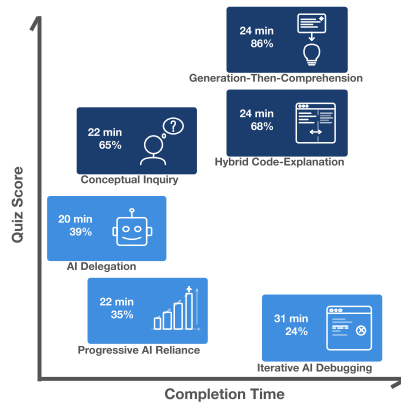 24 min
86%
Generation-Then-Comprehension
24 min
68%
Hybrid Code-Explanation
22 min
65%
?
Conceptual Inquiry
20 min
39%
AI Delegation
22 min
35%
Progressive AI Reliance
31 min
24%
Iterative AI Debugging
Quiz Score
Completion Time